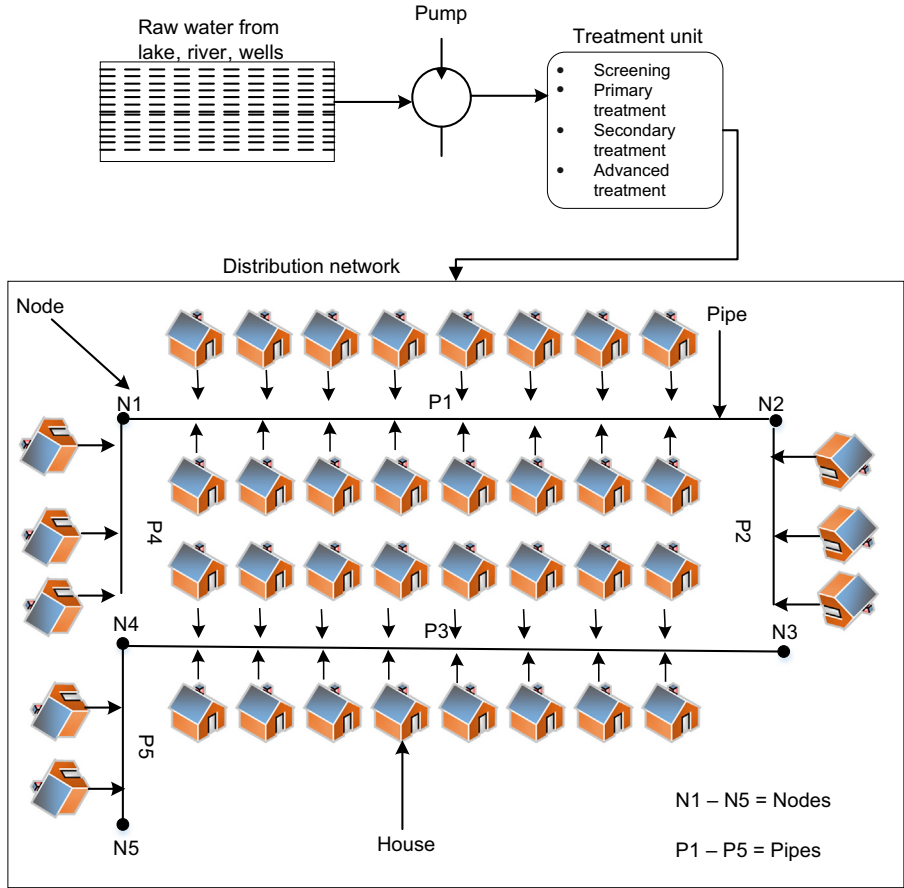 Pump
Raw water from
lake, river, wells
Treatment unit
• Screening
• Primary
treatment
• Secondary
treatment
• Advanced
treatment
Distribution network
Node
Pipe
N1
P1
N2
P4
P2
N4
P3
N3
P5
N5
House
N1 – N5 = Nodes
P1 – P5 = Pipes